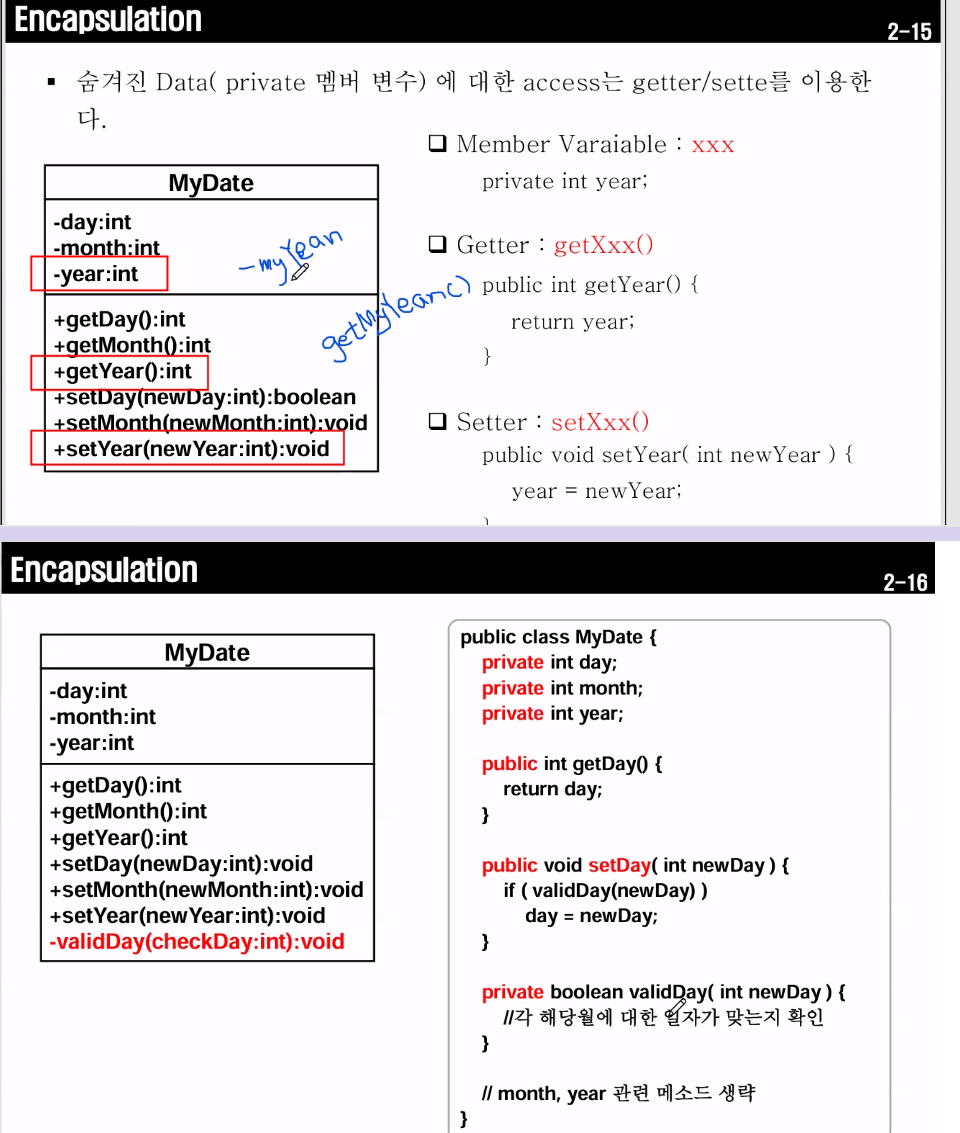 Encapsulation
2-15
▪ 숨겨진 Data( private 멤버 변수) 에 대한 access는 getter/sette를 이용한
다.
MyDate
-day:int
-month:int
-year:int
+getDay():int
+getMonth():int
+getYear():int
+setDay(newDay:int):boolean
+setMonth(newMonth:int):void
+setYear(newYear:int):void
-myYear
getMyYear()
❑ Member Varaiable : xxx
private int year;
❑ Getter : getXxx()
public int getYear() {
return year;
}
❑ Setter : setXxx()
public void setYear( int newYear ) {
year = newYear;
}
Encapsulation
2-16
MyDate
-day:int
-month:int
-year:int
+getDay():int
+getMonth():int
+getYear():int
+setDay(newDay:int):void
+setMonth(newMonth:int):void
+setYear(newYear:int):void
-validDay(checkDay:int):void
public class MyDate {
private int day;
private int month;
private int year;
public int getDay() {
return day;
}
public void setDay( int newDay ) {
if ( validDay(newDay) )
day = newDay;
}
private boolean validDay( int newDay ) {
//각 해당월에 대한 일자가 맞는지 확인
}
// month, year 관련 메소드 생략
}